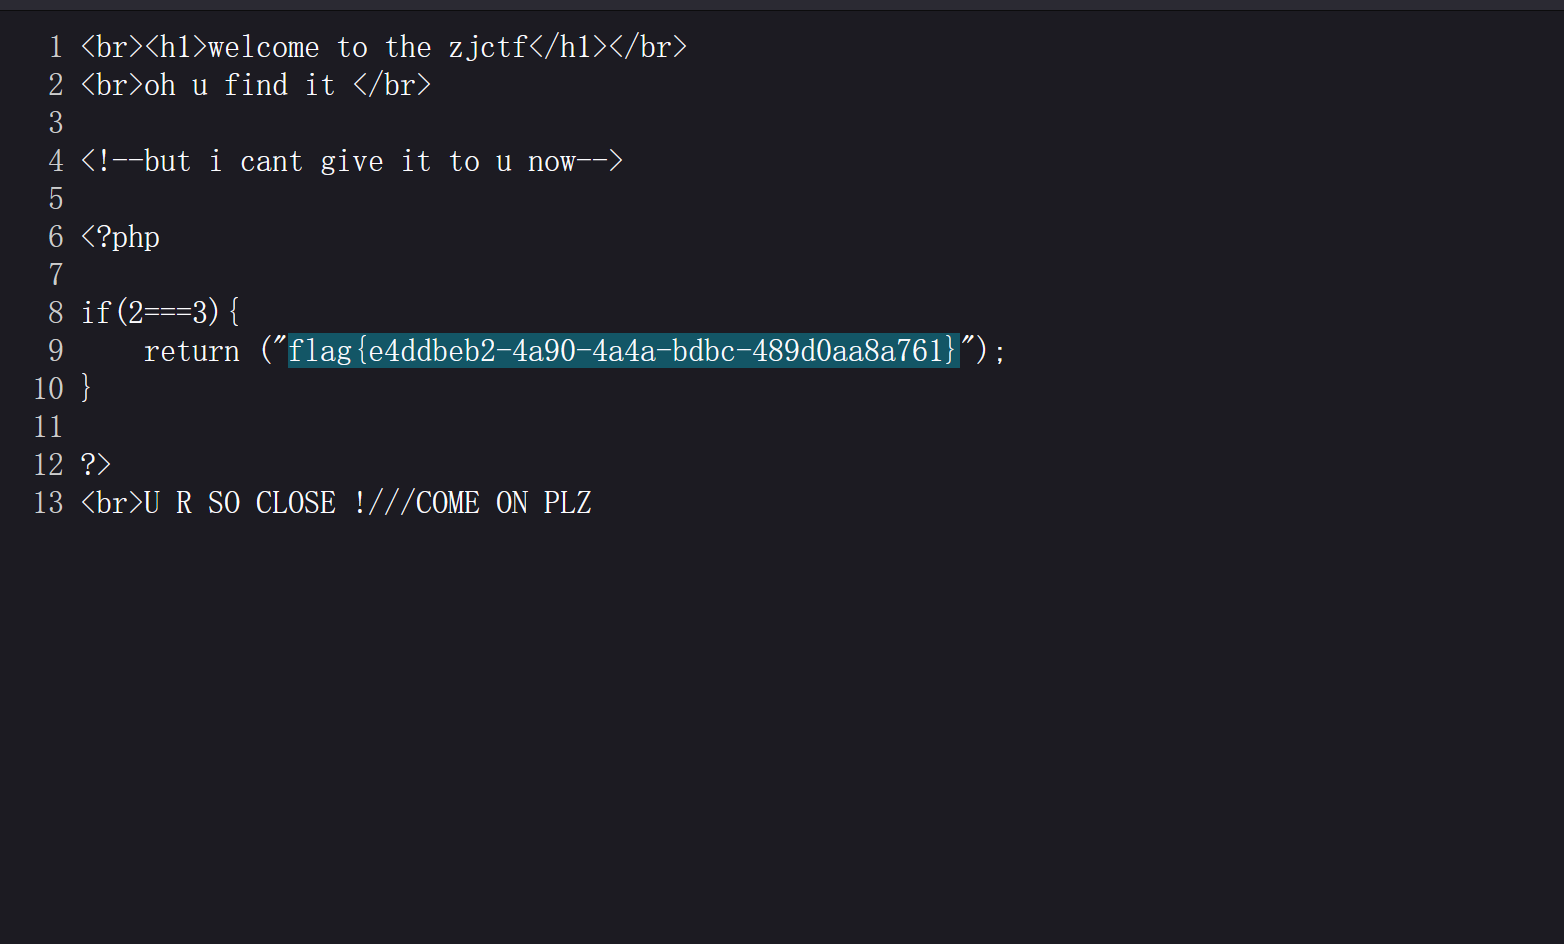 1 <br><h1>welcome to the zjctf</h1></br>
2 <br>oh u find it </br>
3
4 <!--but i cant give it to u now-->
5
6 <?php
7
8 if(2===3){
9     return ("flag{e4ddbeb2-4a90-4a4a-bdbc-489d0aa8a761}");
10 }
11
12 ?>
13 <br>U R SO CLOSE !///COME ON PLZ